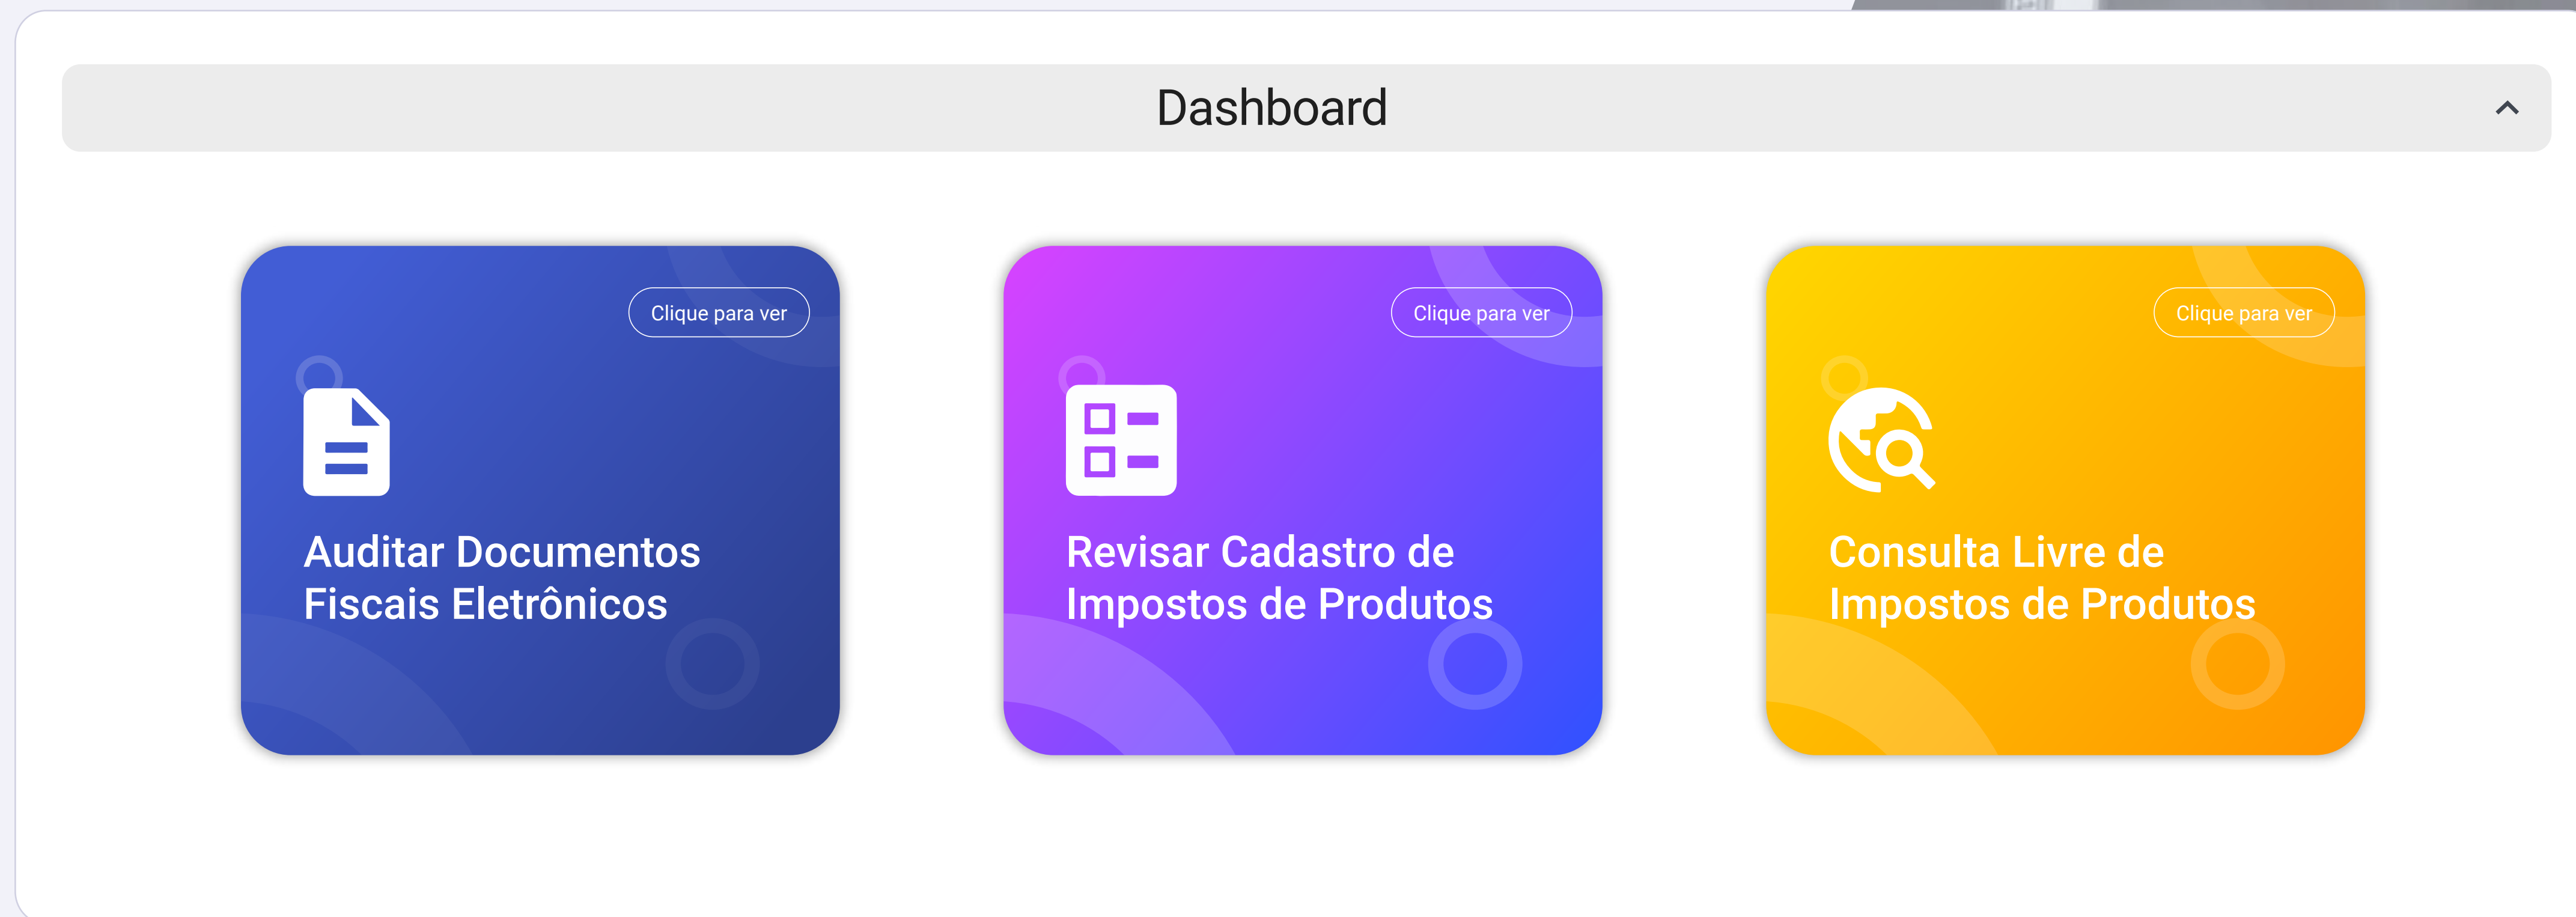 Dashboard
Clique para ver
Auditar Documentos
Fiscais Eletrônicos
Clique para ver
Revisar Cadastro de
Impostos de Produtos
Clique para ver
Consulta Livre de
Impostos de Produtos